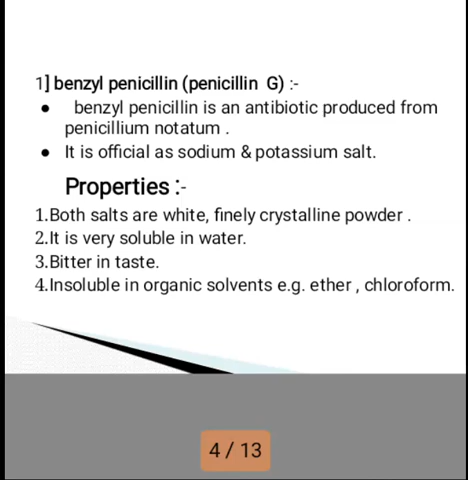 1] benzyl penicillin (penicillin G) :-
● benzyl penicillin is an antibiotic produced from
penicillium notatum .
● It is official as sodium & potassium salt.
Properties :-
1.Both salts are white, finely crystalline powder .
2.It is very soluble in water.
3.Bitter in taste.
4.Insoluble in organic solvents e.g. ether , chloroform.
4 / 13